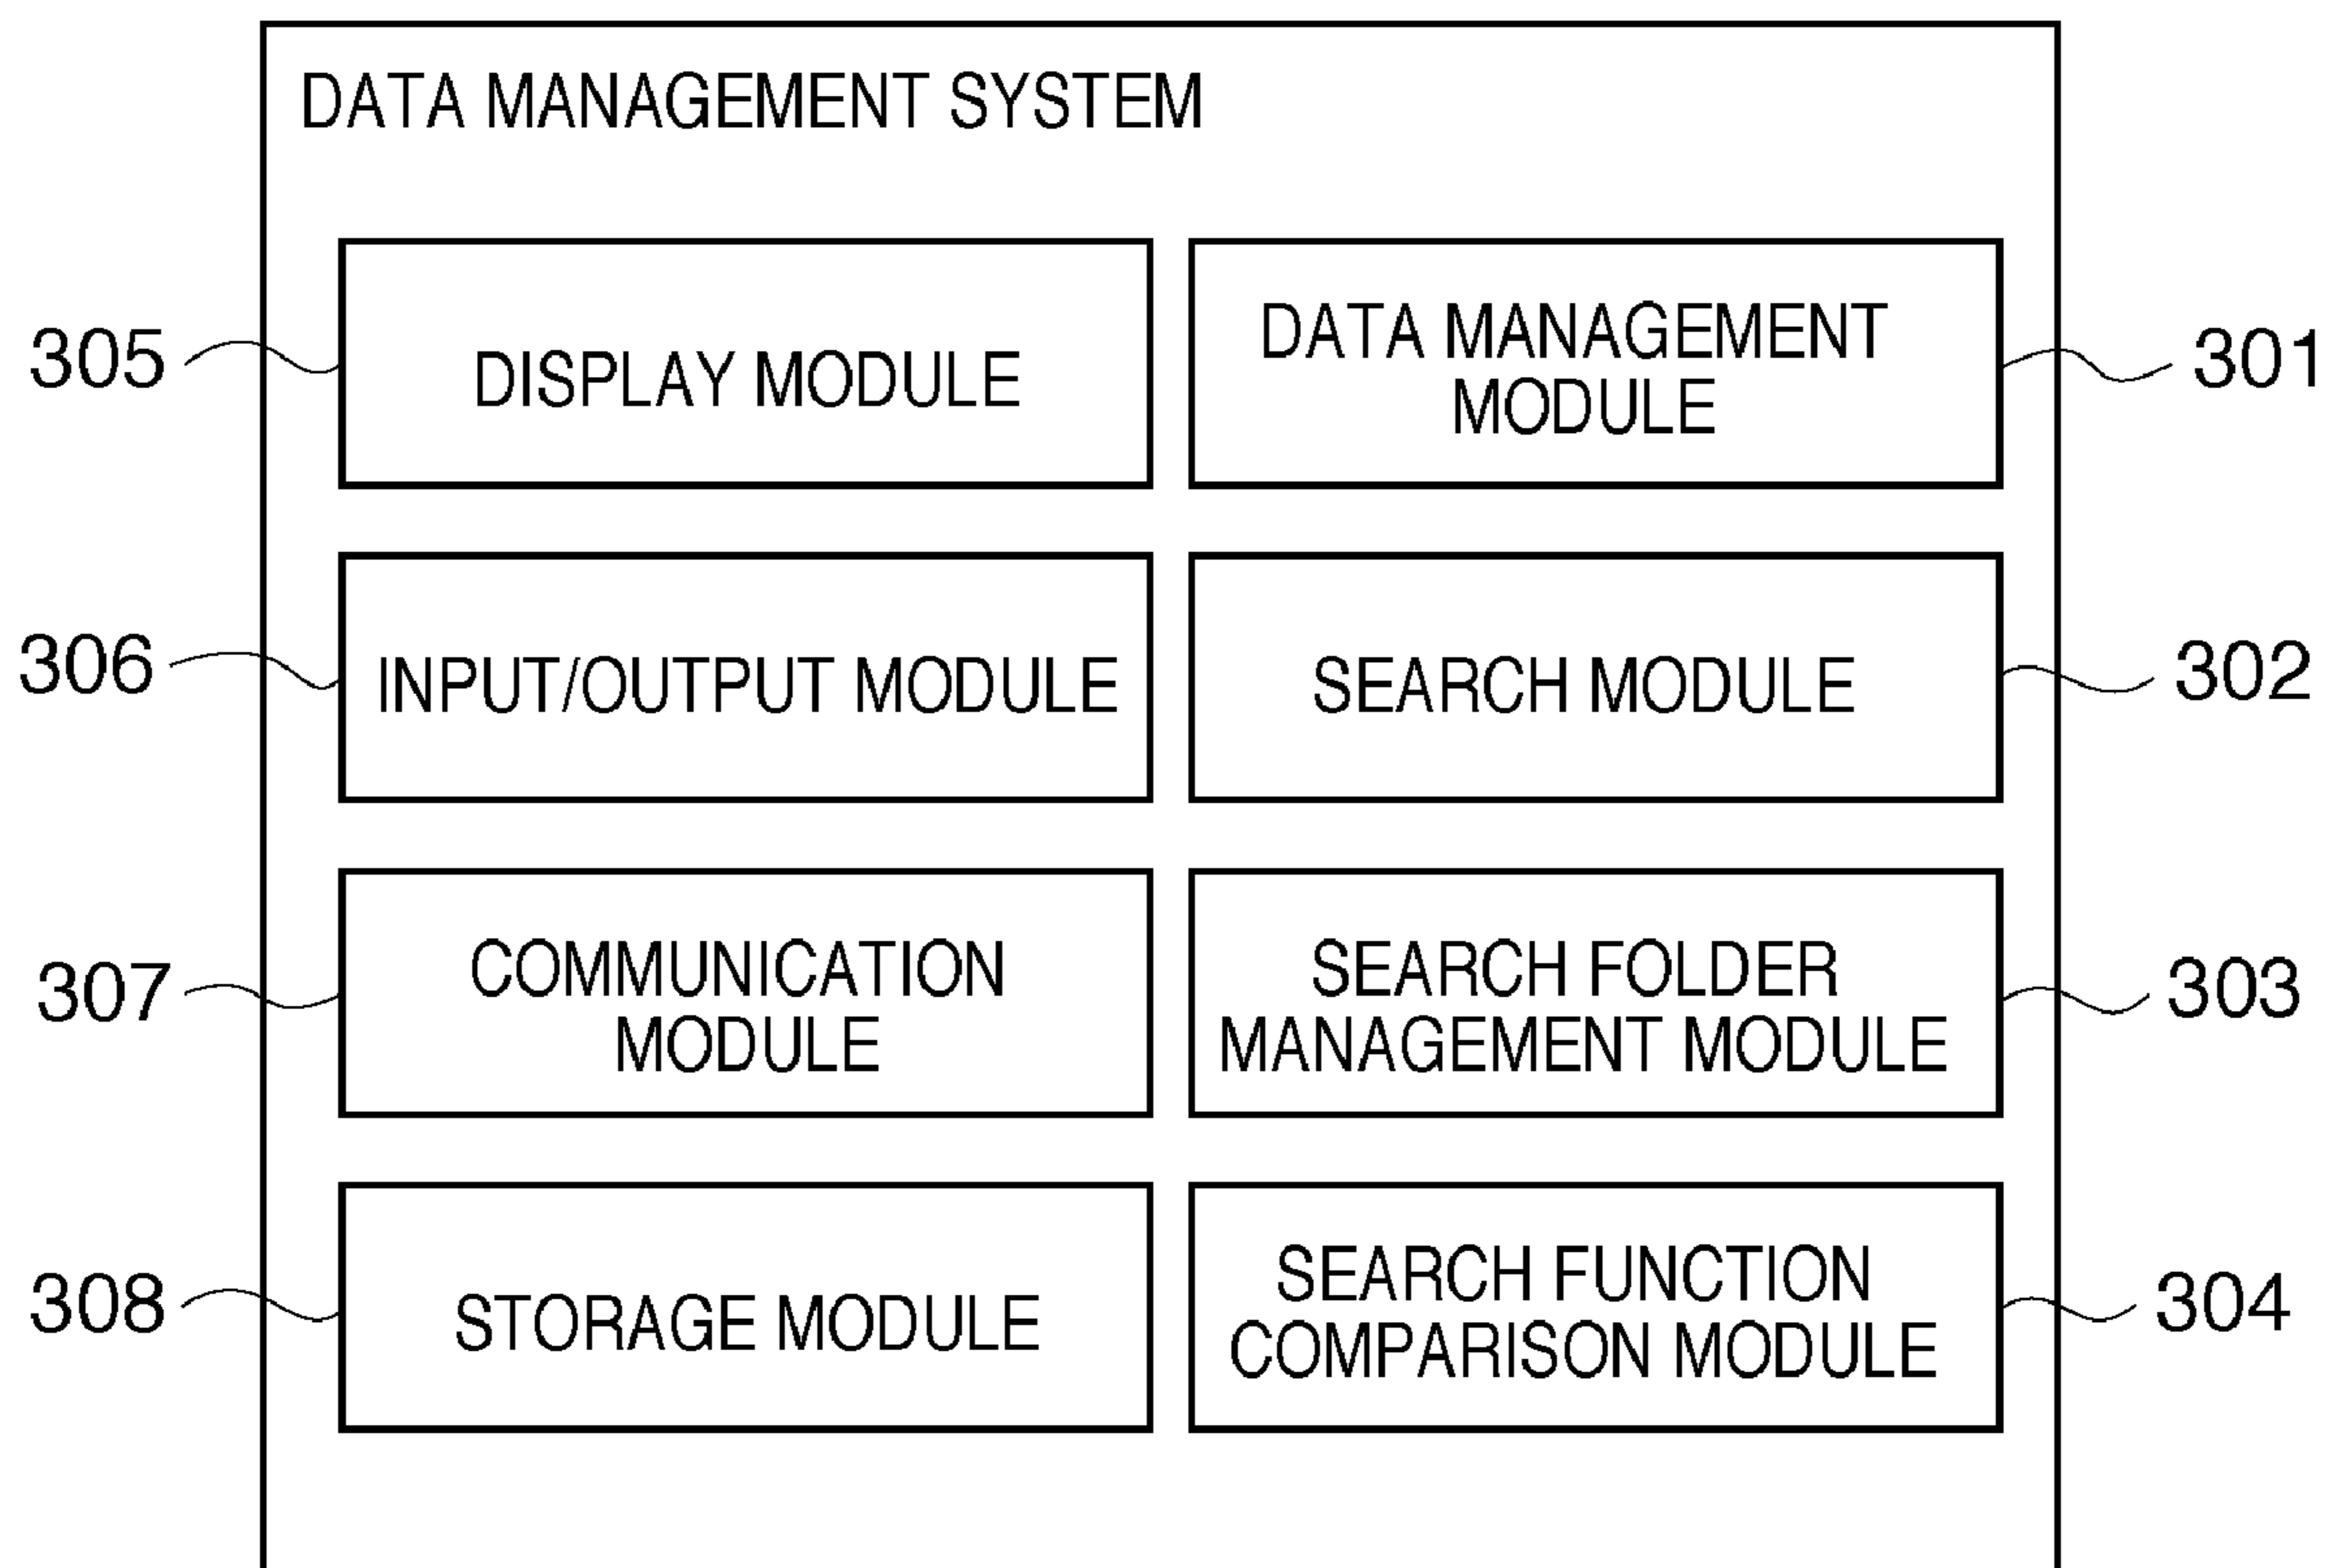 DATA MANAGEMENT SYSTEM
305
DISPLAY MODULE
DATA MANAGEMENT
MODULE
301
306
INPUT/OUTPUT MODULE
SEARCH MODULE
302
307
COMMUNICATION
MODULE
SEARCH FOLDER
MANAGEMENT MODULE
303
308
STORAGE MODULE
SEARCH FUNCTION
COMPARISON MODULE
304